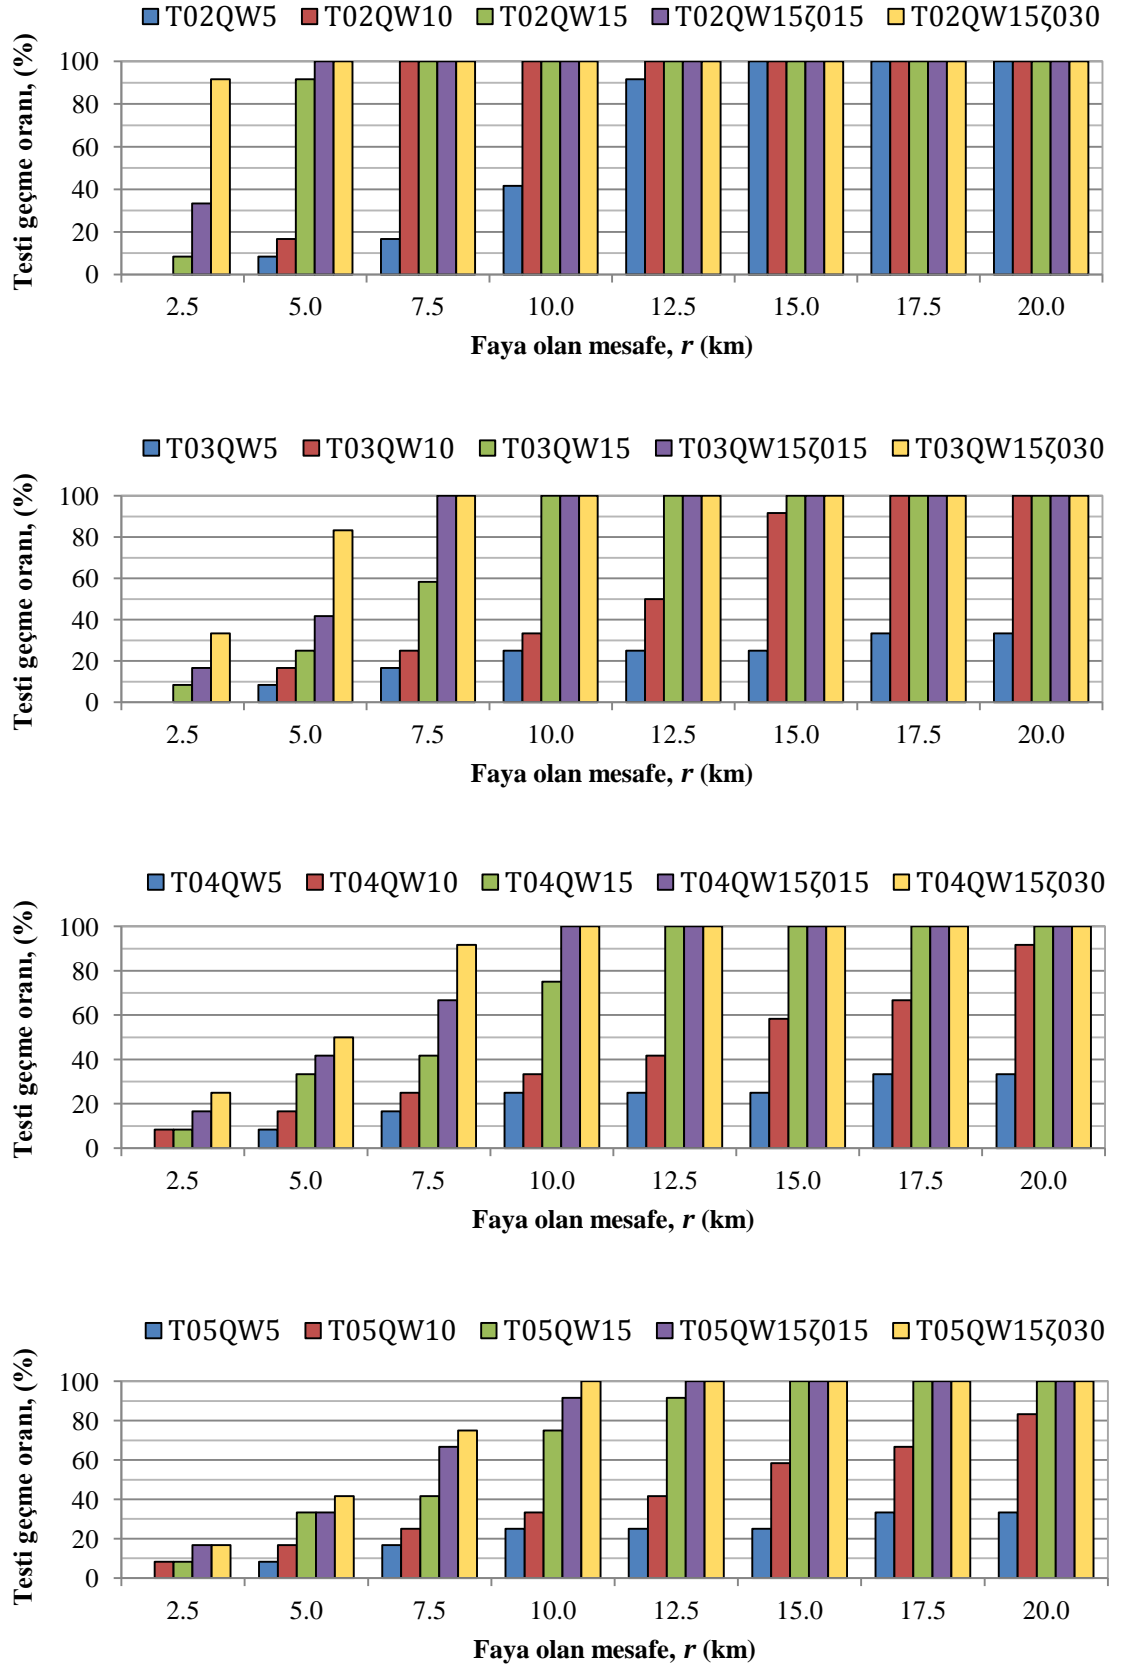 T02QW5 T02QW10 T02QW15 T02QW15ζ015 T02QW15ζ030
Testi geçme oranı, (%)
100
80
60
40
20
0
2.5 5.0 7.5 10.0 12.5 15.0 17.5 20.0
Faya olan mesafe, r (km)
T03QW5 T03QW10 T03QW15 T03QW15ζ015 T03QW15ζ030
Testi geçme oranı, (%)
100
80
60
40
20
0
2.5 5.0 7.5 10.0 12.5 15.0 17.5 20.0
Faya olan mesafe, r (km)
T04QW5 T04QW10 T04QW15 T04QW15ζ015 T04QW15ζ030
Testi geçme oranı, (%)
100
80
60
40
20
0
2.5 5.0 7.5 10.0 12.5 15.0 17.5 20.0
Faya olan mesafe, r (km)
T05QW5 T05QW10 T05QW15 T05QW15ζ015 T05QW15ζ030
Testi geçme oranı, (%)
100
80
60
40
20
0
2.5 5.0 7.5 10.0 12.5 15.0 17.5 20.0
Faya olan mesafe, r (km)